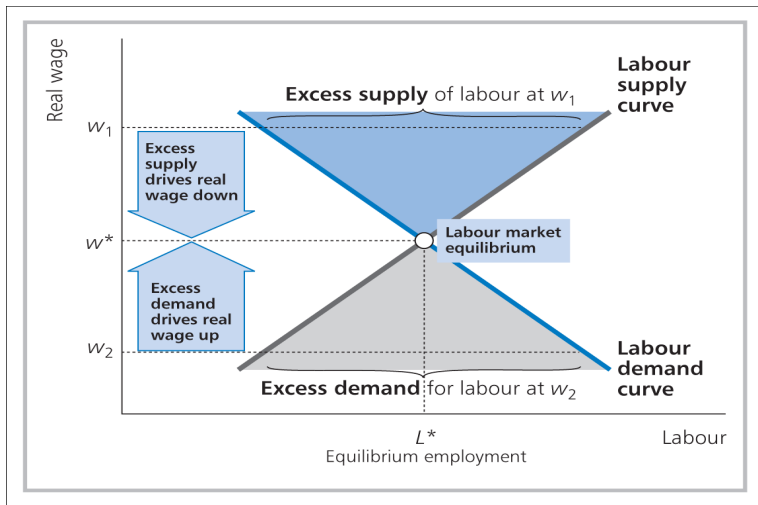 Real wage
Labour
supply
curve
Excess supply of labour at w₁
w₁
Excess
supply
drives real
wage down
w*
Labour market
equilibrium
Excess
demand
drives real
wage up
w₂
Labour
demand
curve
Excess demand for labour at w₂
L*
Labour
Equilibrium employment